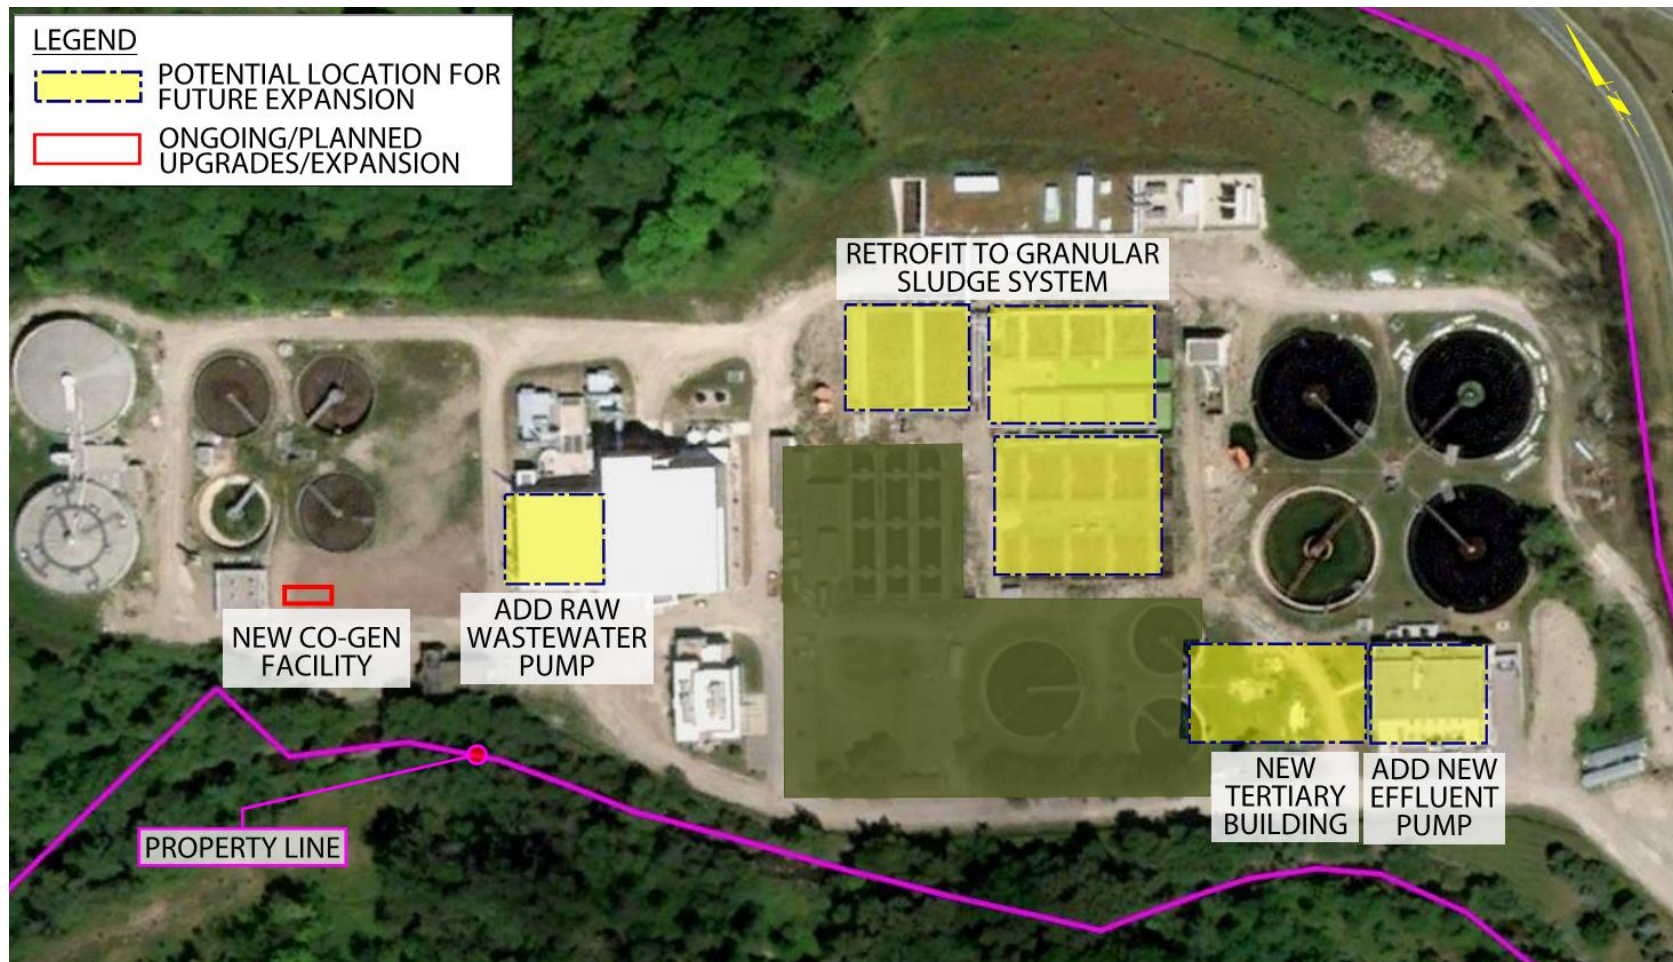 LEGEND
POTENTIAL LOCATION FOR
FUTURE EXPANSION
ONGOING/PLANNED
UPGRADES/EXPANSION
RETROFIT TO GRANULAR
SLUDGE SYSTEM
NEW CO-GEN
FACILITY
ADD RAW
WASTEWATER
PUMP
NEW
TERTIARY
BUILDING
ADD NEW
EFFLUENT
PUMP
PROPERTY LINE